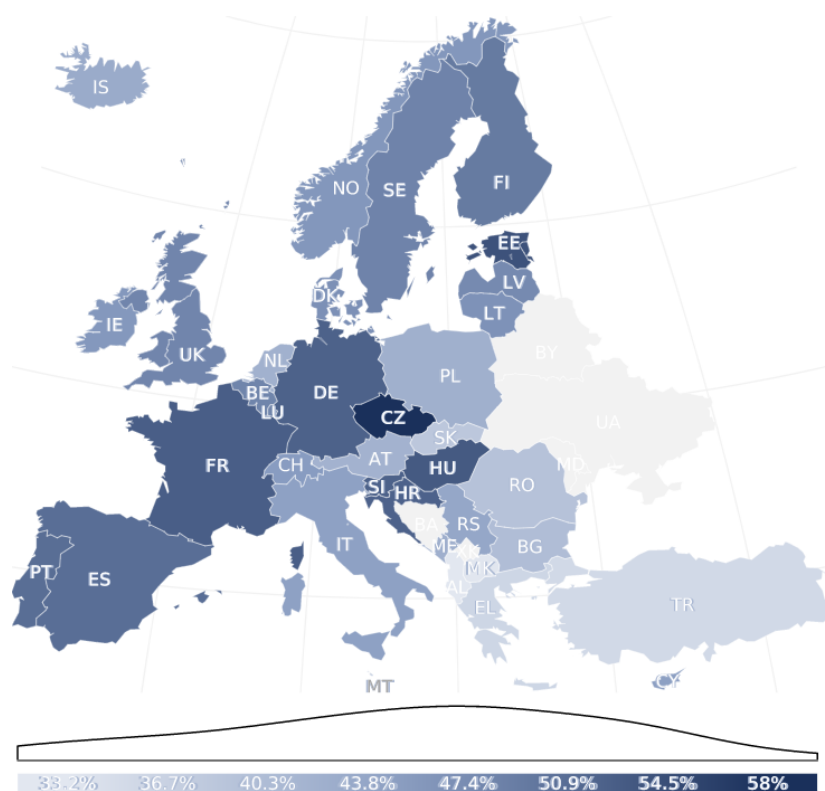 IS
NO
SE
FI
EE
LV
LT
DK
IE
UK
NL
BE
LU
DE
PL
BY
CZ
UA
SK
FR
CH
AT
HU
MD
RO
SI
HR
BA
RS
IT
ME
XK
BG
MK
AL
EL
PT
ES
TR
CY
MT
33.2% 36.7% 40.3% 43.8% 47.4% 50.9% 54.5% 58%